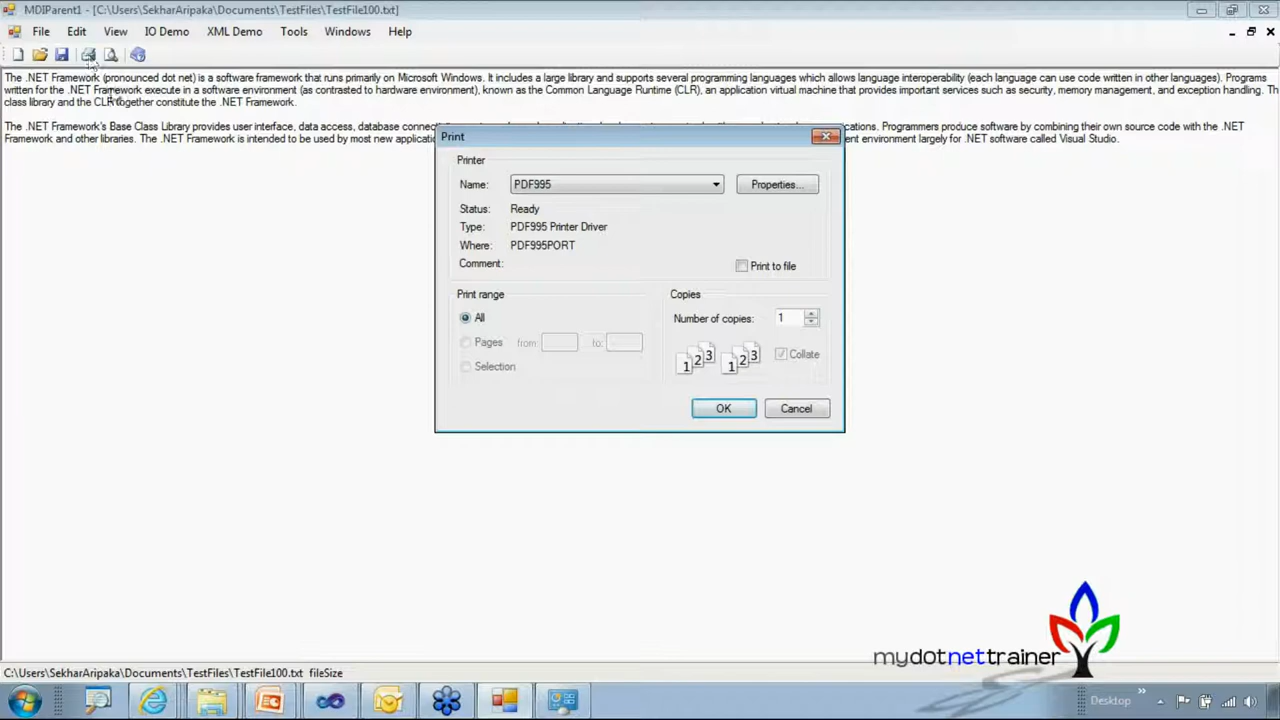 MDIParent1 - [C:\Users\SekharAripaka\Documents\TestFiles\TestFile100.txt]
File Edit View IO Demo XML Demo Tools Windows Help
The .NET Framework (pronounced dot net) is a software framework that runs primarily on Microsoft Windows. It includes a large library and supports several programming languages which allows language interoperability (each language can use code written in other languages). Programs
written for the .NET Framework execute in a software environment (as contrasted to hardware environment), known as the Common Language Runtime (CLR), an application virtual machine that provides important services such as security, memory management, and exception handling. Th
class library and the CLR together constitute the .NET Framework.
The .NET Framework's Base Class Library provides user interface, data access, database Programmers produce software by combining their own source code with the .NET
Framework and other libraries. The .NET Framework is intended to be used by most new environment largely for .NET software called Visual Studio.
Print
Printer
Name: PDF995 Properties...
Status: Ready
Type: PDF995 Printer Driver
Where: PDF995PORT
Comment:
Print to file
Print range
All
Pages from: to:
Selection
Copies
Number of copies: 1
1 2 3 1 2 3
Collate
OK Cancel
mydotnettrainer
C:\Users\SekharAripaka\Documents\TestFiles\TestFile100.txt fileSize
Desktop